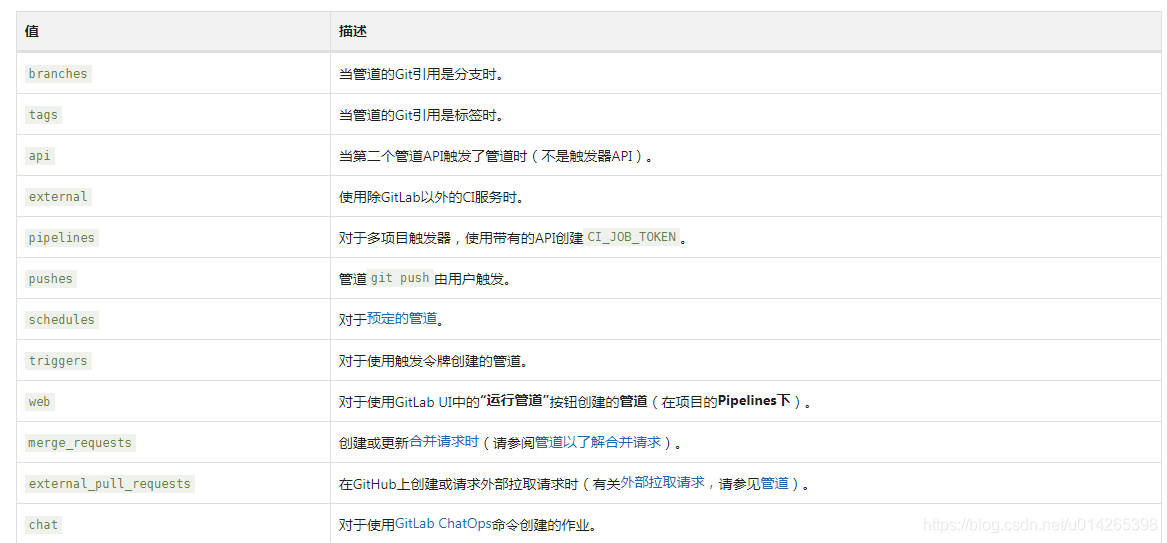 值 描述
branches 当管道的Git引用是分支时。
tags 当管道的Git引用是标签时。
api 当第二个管道API触发了管道时（不是触发器API）。
external 使用除GitLab以外的CI服务时。
pipelines 对于多项目触发器，使用带有的API创建 CI_JOB_TOKEN 。
pushes 管道 git push 由用户触发。
schedules 对于预定的管道。
triggers 对于使用触发令牌创建的管道。
web 对于使用GitLab UI中的“运行管道”按钮创建的管道（在项目的Pipelines下）。
merge_requests 创建或更新合并请求时（请参阅管道以了解合并请求）。
external_pull_requests 在GitHub上创建或请求外部拉取请求时（有关外部拉取请求，请参见管道）。
chat 对于使用GitLab ChatOps命令创建的作业。
https://blog.csdn.net/u014265398